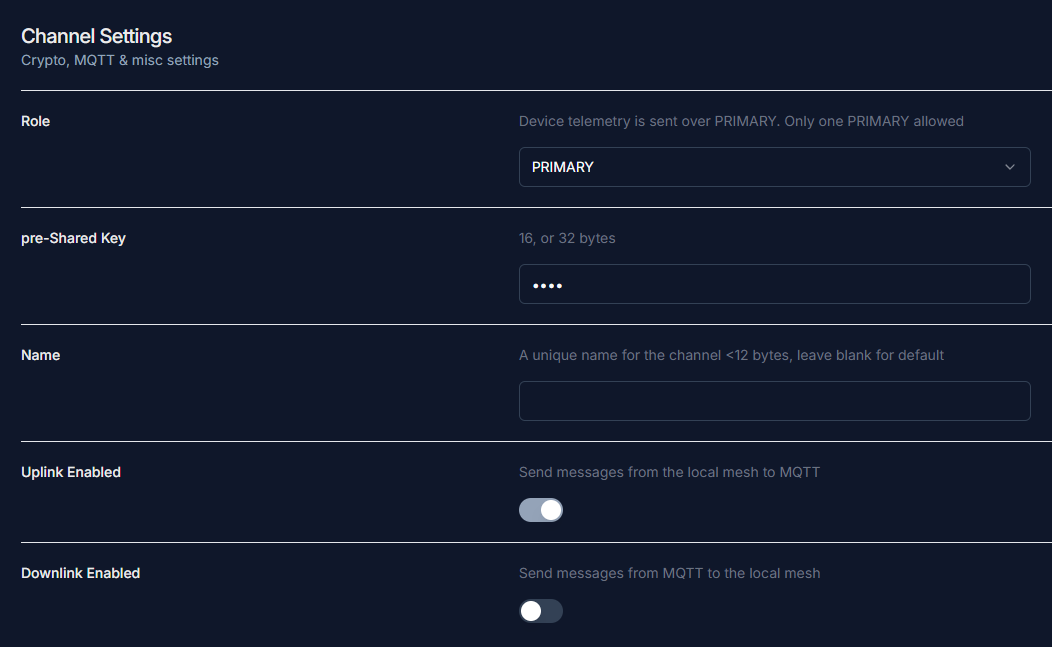 Channel Settings
Crypto, MQTT & misc settings
Role
Device telemetry is sent over PRIMARY. Only one PRIMARY allowed
PRIMARY
pre-Shared Key
16, or 32 bytes
••••
Name
A unique name for the channel <12 bytes, leave blank for default
Uplink Enabled
Send messages from the local mesh to MQTT
Downlink Enabled
Send messages from MQTT to the local mesh